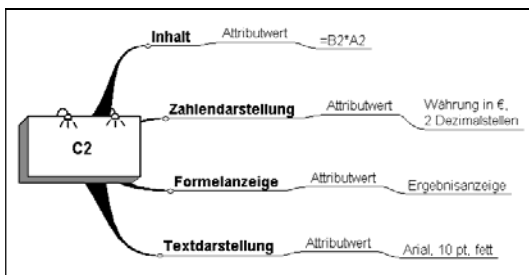 Inhalt Attributwert =B2*A2
Zahlendarstellung Attributwert Währung in €,
2 Dezimalstellen
C2
Formelanzeige Attributwert Ergebnisanzeige
Textdarstellung Attributwert Arial, 10 pt, fett